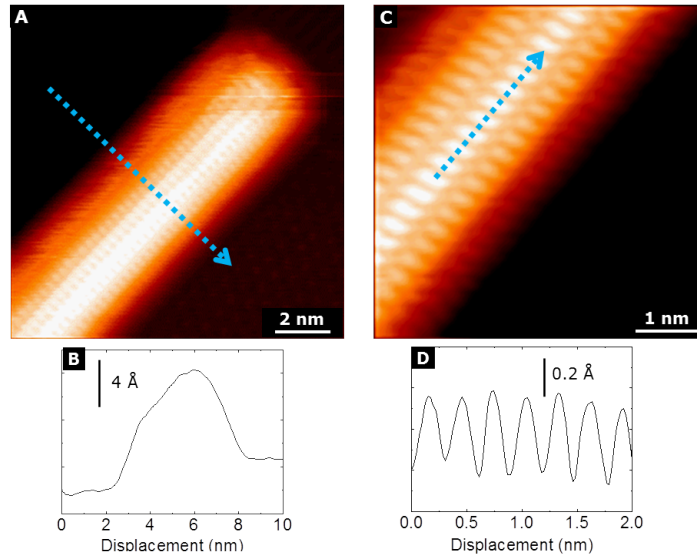 A
C
2 nm
1 nm
B
4 Å
0 2 4 6 8 10
Displacement (nm)
D
0.2 Å
0.0 0.5 1.0 1.5 2.0
Displacement (nm)